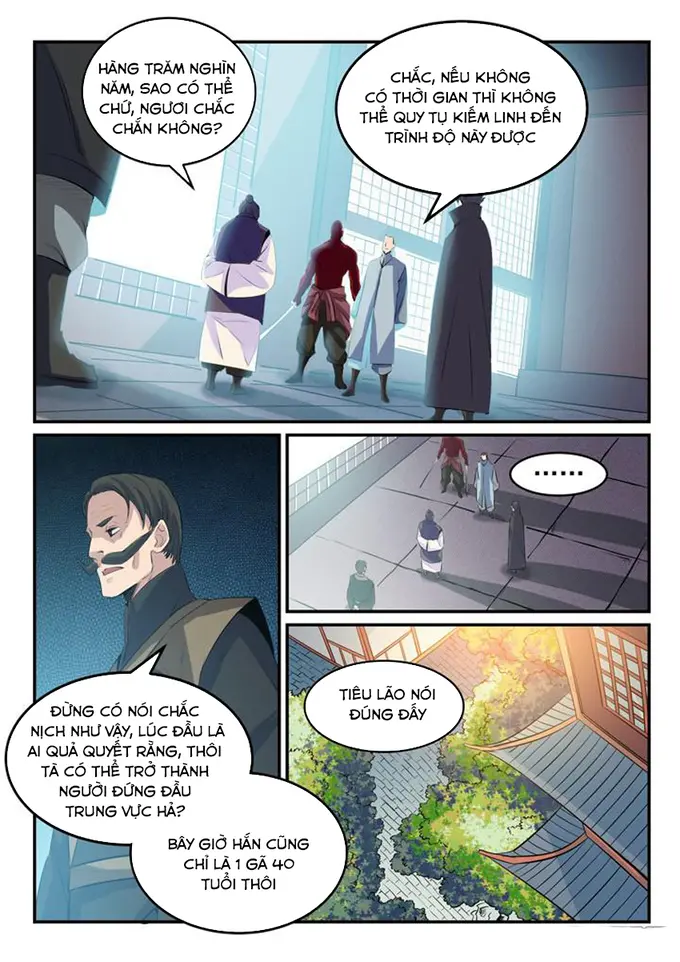 HÀNG TRĂM NGHÌN
NĂM, SAO CÓ THỂ
CHỨ, NGƯƠI CHẮC
CHẮN KHÔNG?
CHẮC, NẾU KHÔNG
CÓ THỜI GIAN THÌ KHÔNG
THỂ QUY TỤ KIẾM LINH ĐẾN
TRÌNH ĐỘ NÀY ĐƯỢC
......
ĐỪNG CÓ NÓI CHẮC
NỊCH NHƯ VẬY, LÚC ĐẦU LÀ
AI QUẢ QUYẾT RẰNG, THÔI
TÀ CÓ THỂ TRỞ THÀNH
NGƯỜI ĐỨNG ĐẦU
TRUNG VỰC HẢ?
BÂY GIỜ HẮN CŨNG
CHỈ LÀ 1 GÃ 40
TUỔI THÔI
TIÊU LÃO NÓI
ĐÚNG ĐẤY